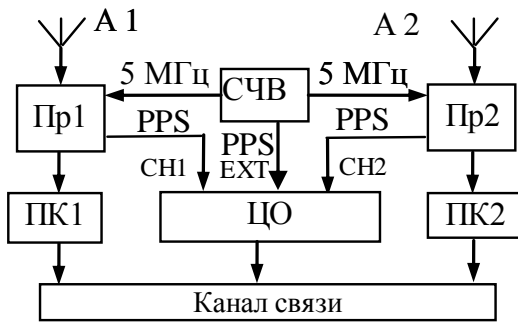 А 1
А 2
5 МГц
СЧВ
5 МГц
Пр1
Пр2
PPS
PPS
PPS
EXT
CH1
CH2
ПК1
ЦО
ПК2
Канал связи